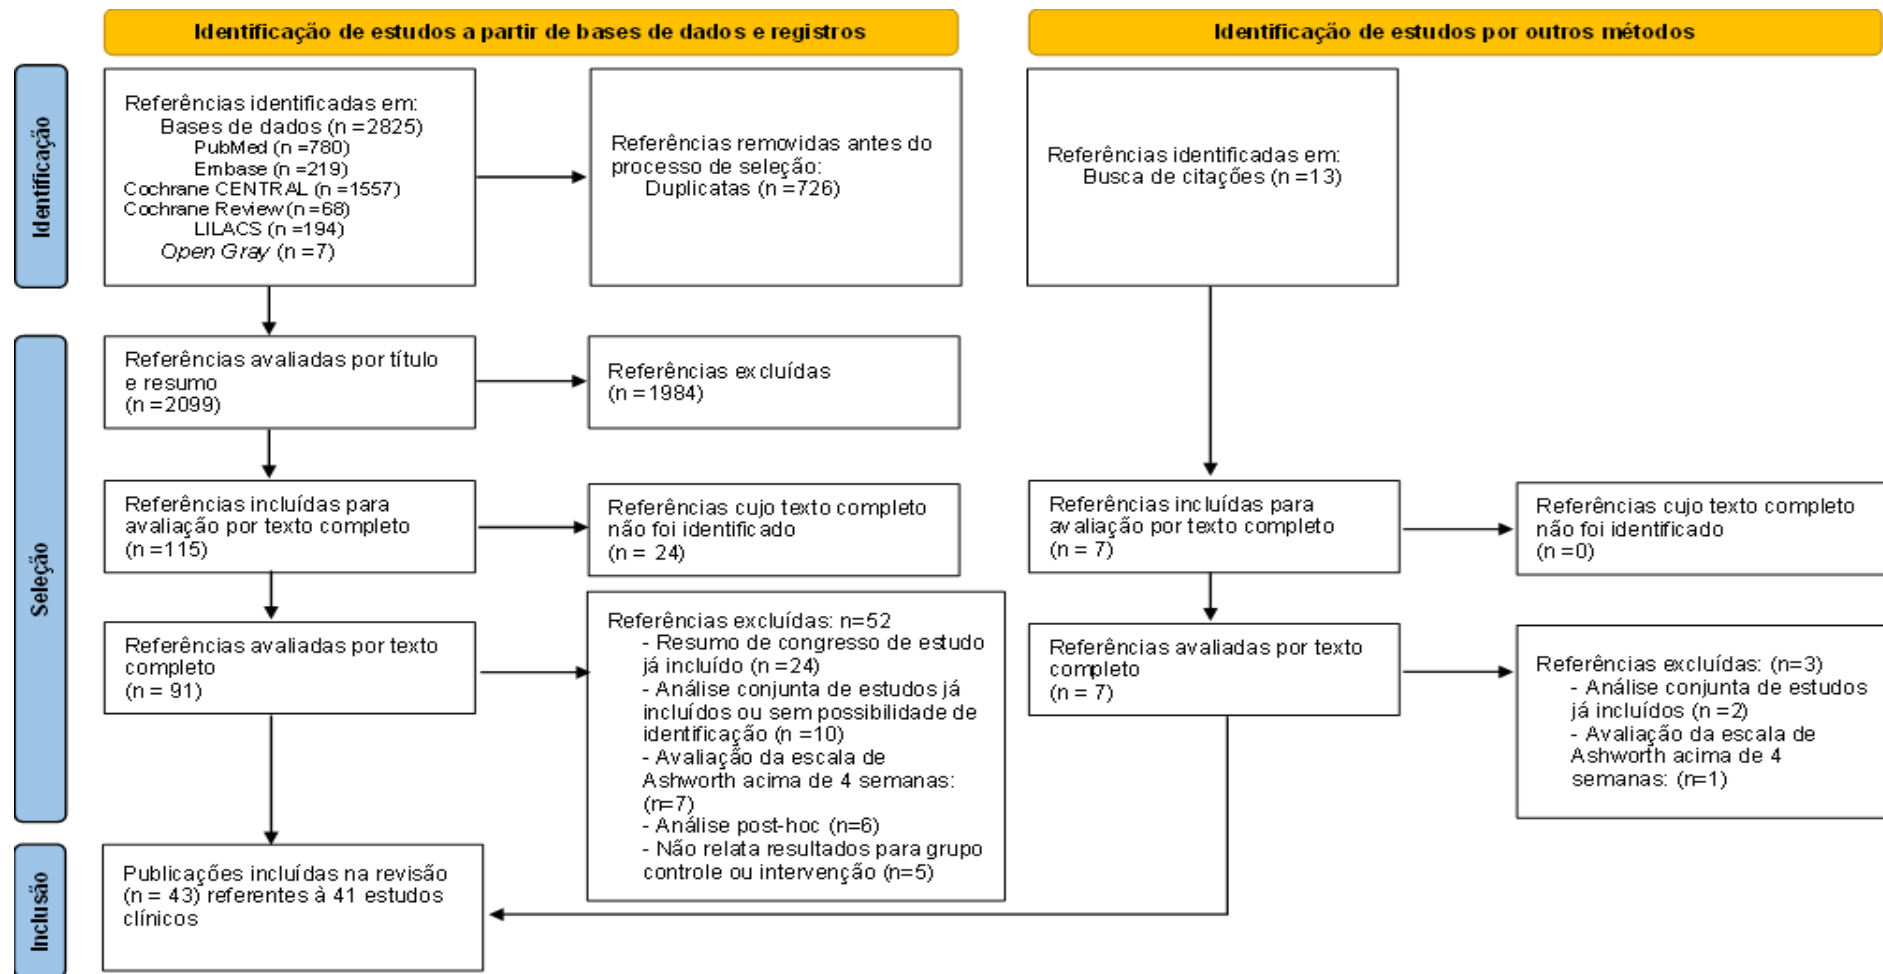 Identificação de estudos a partir de bases de dados e registros
Identificação de estudos por outros métodos
Identificação
Referências identificadas em:
Bases de dados (n =2825)
PubMed (n =780)
Embase (n =219)
Cochrane CENTRAL (n =1557)
Cochrane Review (n =68)
LILACS (n =194)
Open Gray (n =7)
Referências removidas antes do
processo de seleção:
Duplicatas (n =726)
Referências identificadas em:
Busca de citações (n =13)
Seleção
Referências avaliadas por título
e resumo
(n =2099)
Referências excluídas
(n =1984)
Referências incluídas para
avaliação por texto completo
(n =115)
Referências cujo texto completo
não foi identificado
(n = 24)
Referências incluídas para
avaliação por texto completo
(n = 7)
Referências cujo texto completo
não foi identificado
(n =0)
Referências avaliadas por texto
completo
(n = 91)
Referências excluídas: n=52
- Resumo de congresso de estudo
já incluído (n =24)
- Análise conjunta de estudos já
incluídos ou sem possibilidade de
identificação (n =10)
- Avaliação da escala de
Ashworth acima de 4 semanas:
(n=7)
- Análise post-hoc (n=6)
- Não relata resultados para grupo
controle ou intervenção (n=5)
Referências avaliadas por texto
completo
(n = 7)
Referências excluídas: (n=3)
- Análise conjunta de estudos
já incluídos (n =2)
- Avaliação da escala de
Ashworth acima de 4
semanas: (n=1)
Inclusão
Publicações incluídas na revisão
(n = 43) referentes à 41 estudos
clínicos